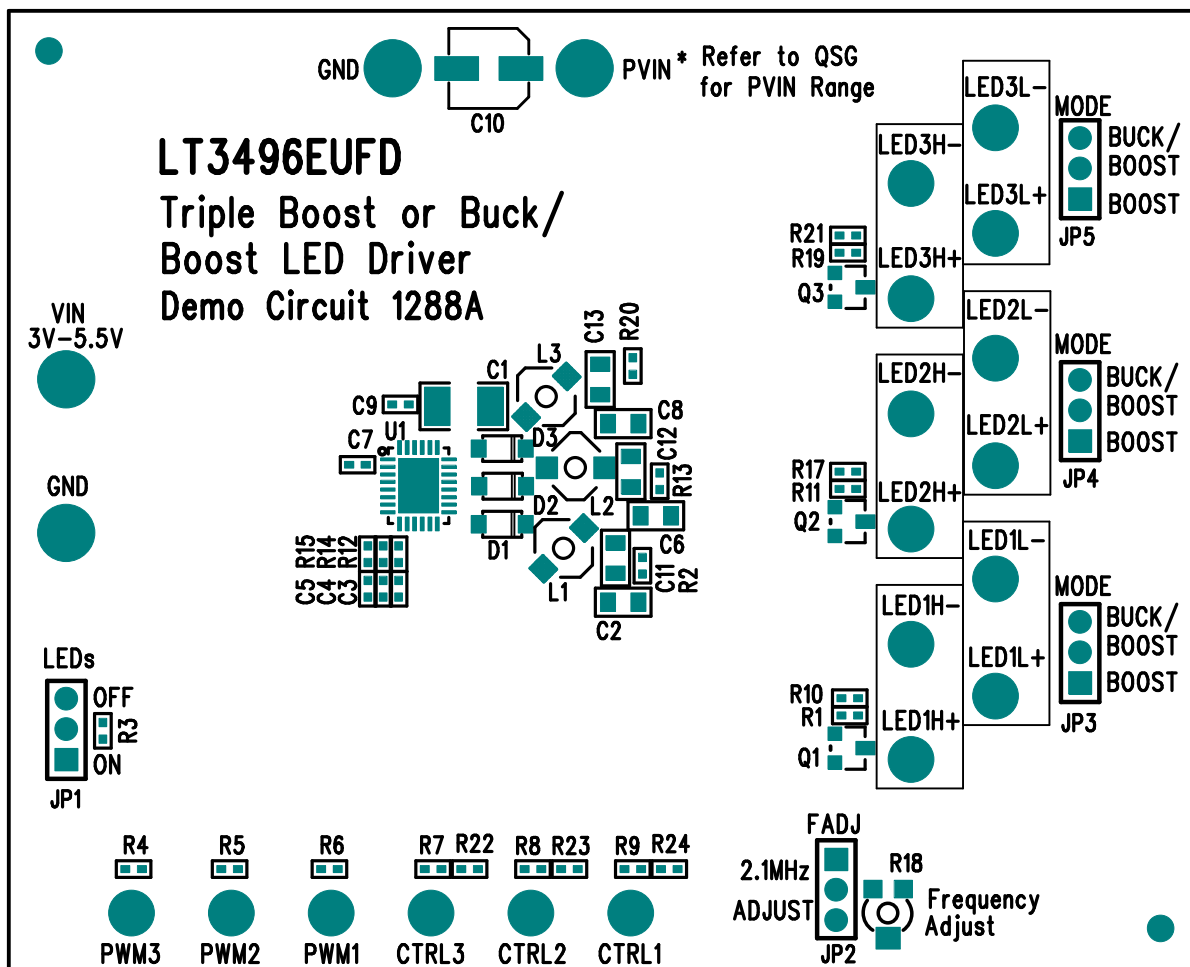 GND
PVIN
* Refer to QSG
for PVIN Range
C10
LT3496EUFD
Triple Boost or Buck/
Boost LED Driver
Demo Circuit 1288A
LED3L-
LED3H-
LED3L+
LED3H+
MODE
BUCK/
BOOST
BOOST
JP5
R21
R19
Q3
VIN
3V-5.5V
GND
C13
R20
L3
C1
C9
U1
C7
C8
D3
C12
R13
D2
L2
D1
C6
C11
R2
L1
C2
R15
R14
R12
C5
C4
C3
LED2L-
LED2H-
LED2L+
LED2H+
MODE
BUCK/
BOOST
BOOST
JP4
R17
R11
Q2
LED1L-
LED1H-
LED1L+
LED1H+
MODE
BUCK/
BOOST
BOOST
JP3
R10
R1
Q1
LEDs
OFF
R3
ON
JP1
R4
R5
R6
R7
R22
R8
R23
R9
R24
PWM3
PWM2
PWM1
CTRL3
CTRL2
CTRL1
FADJ
2.1MHz
ADJUST
JP2
R18
Frequency
Adjust